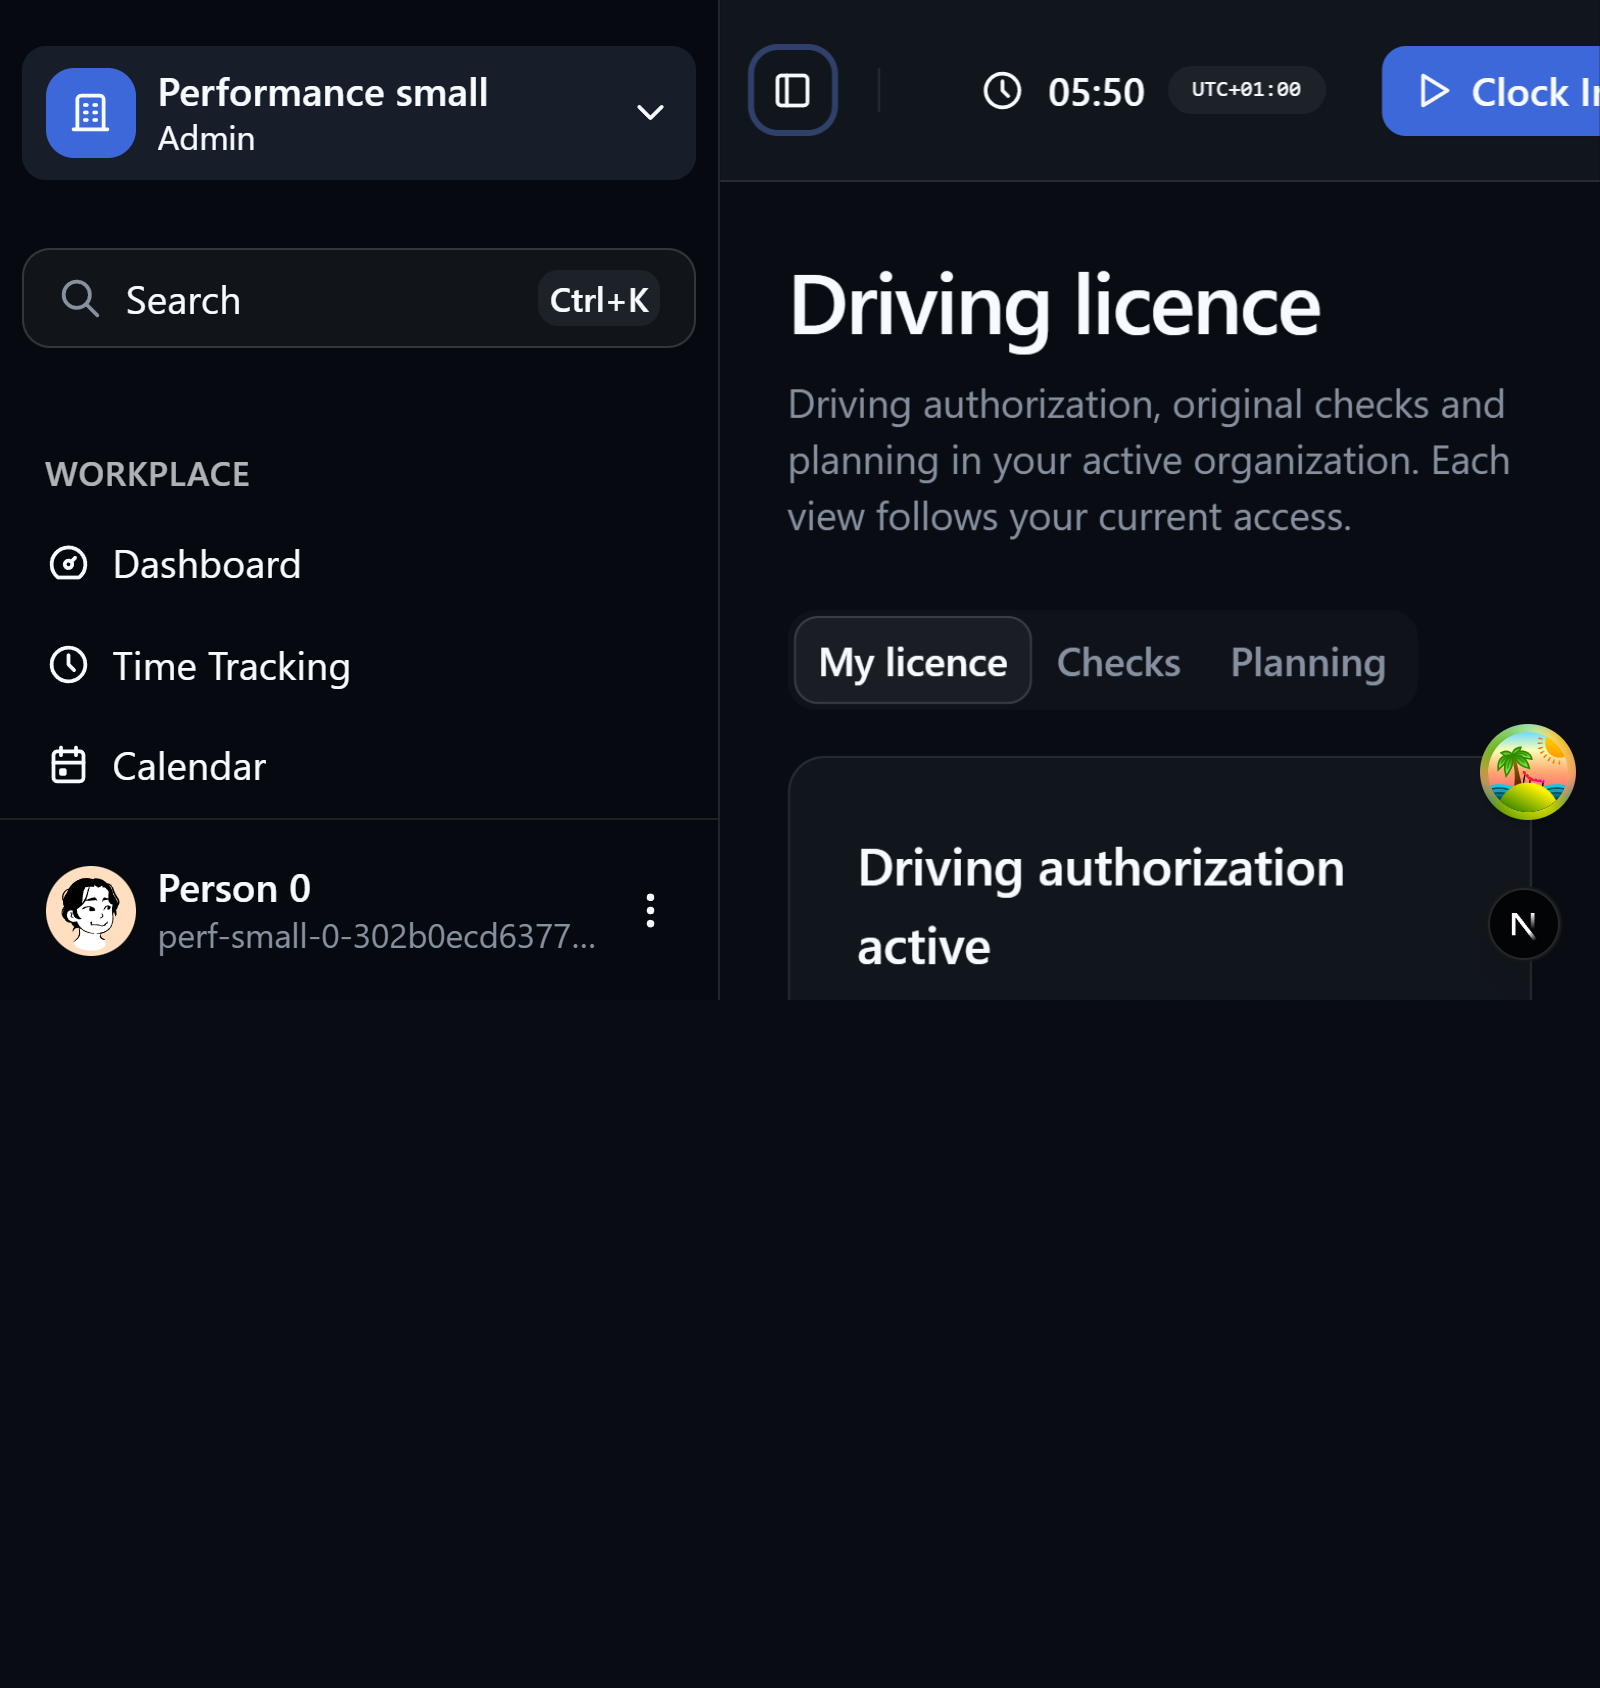 Performance small
Admin
Search
Ctrl+K
WORKPLACE
Dashboard
Time Tracking
Calendar
Person 0
perf-small-0-302b0ecd6377...
05:50
UTC+01:00
Clock
Driving licence
Driving authorization, original checks and
planning in your active organization. Each
view follows your current access.
My licence
Checks
Planning
Driving authorization
active
N